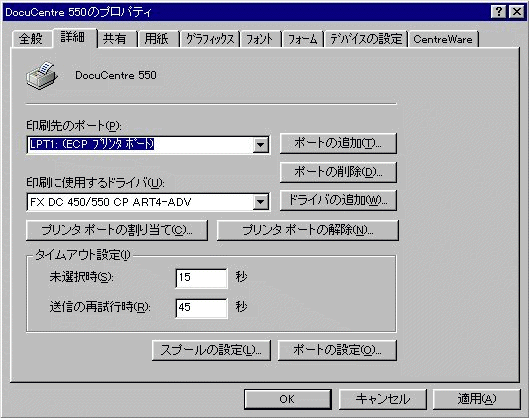 DocuCentre 550のプロパティ
全般 詳細 共有 用紙 ｸﾞﾗﾌｨｯｸｽ ﾌｫﾝﾄ ﾌｫｰﾑ ﾃﾞﾊﾞｲｽの設定 CentreWare
DocuCentre 550
印刷先のポート(P):
LPT1: (ECP ﾌﾟﾘﾝﾀ ﾎﾟｰﾄ) ポートの追加(T)...
ポートの削除(D)...
印刷に使用するドライバ(U):
FX DC 450/550 CP ART4-ADV ドライバの追加(W)...
プリンタ ポートの割り当て(C)... プリンタ ポートの解除(N)...
タイムアウト設定(I)
未選択時(S): 15 秒
送信の再試行時(R): 45 秒
スプールの設定(L)... ポートの設定(O)...
OK キャンセル 適用(A)